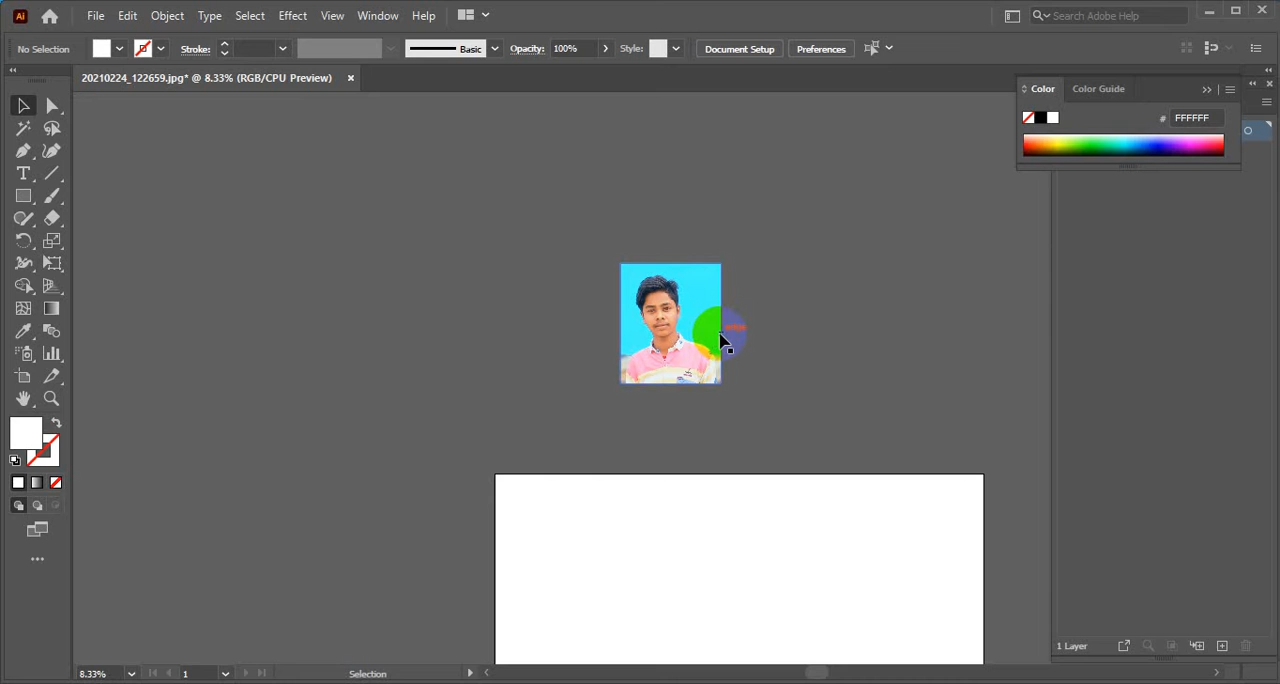 Ai File Edit Object Type Select Effect View Window Help Search Adobe Help
No Selection Stroke: Basic Opacity: 100% Style: Document Setup Preferences
20210224_122659.jpg* @ 8.33% (RGB/CPU Preview)
Color Color Guide
# FFFFFF
1 Layer
8.33% 1 Selection